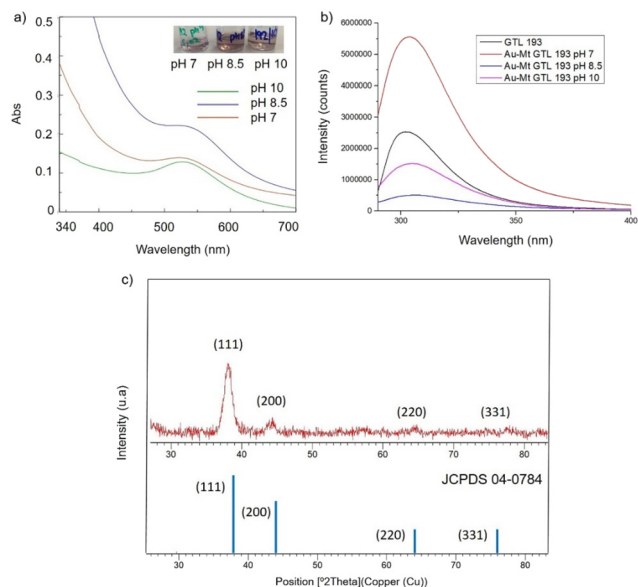 a)
0.5
0.4
0.3
0.2
0.1
0
Abs
340
400
500
600
700
Wavelength (nm)
pH 7
pH 8.5
pH 10
pH 10
pH 8.5
pH 7
b)
6000000
5000000
4000000
3000000
2000000
1000000
0
Intensity (counts)
300
350
400
Wavelength (nm)
GTL 193
Au-Mt GTL 193 pH 7
Au-Mt GTL 193 pH 8.5
Au-Mt GTL 193 pH 10
c)
Intensity (u.a)
(111)
(200)
(220)
(331)
30
40
50
60
70
80
JCPDS 04-0784
(111)
(200)
(220)
(331)
30
40
50
60
70
80
Position [°2Theta](Copper (Cu))